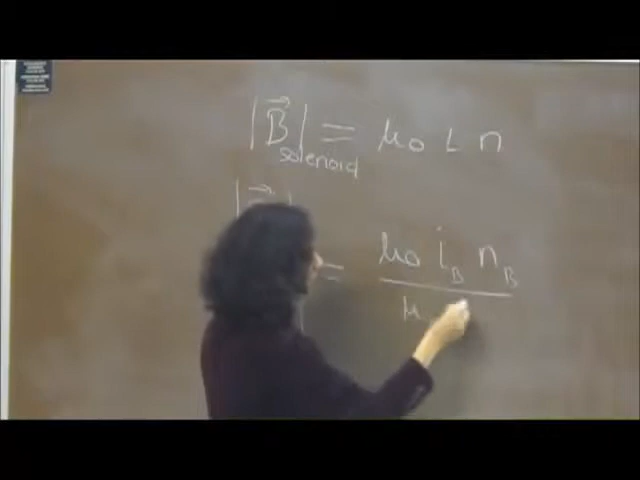 |B⃗| solenoid = μ₀ i n
= μ₀ i_B n_B
μ